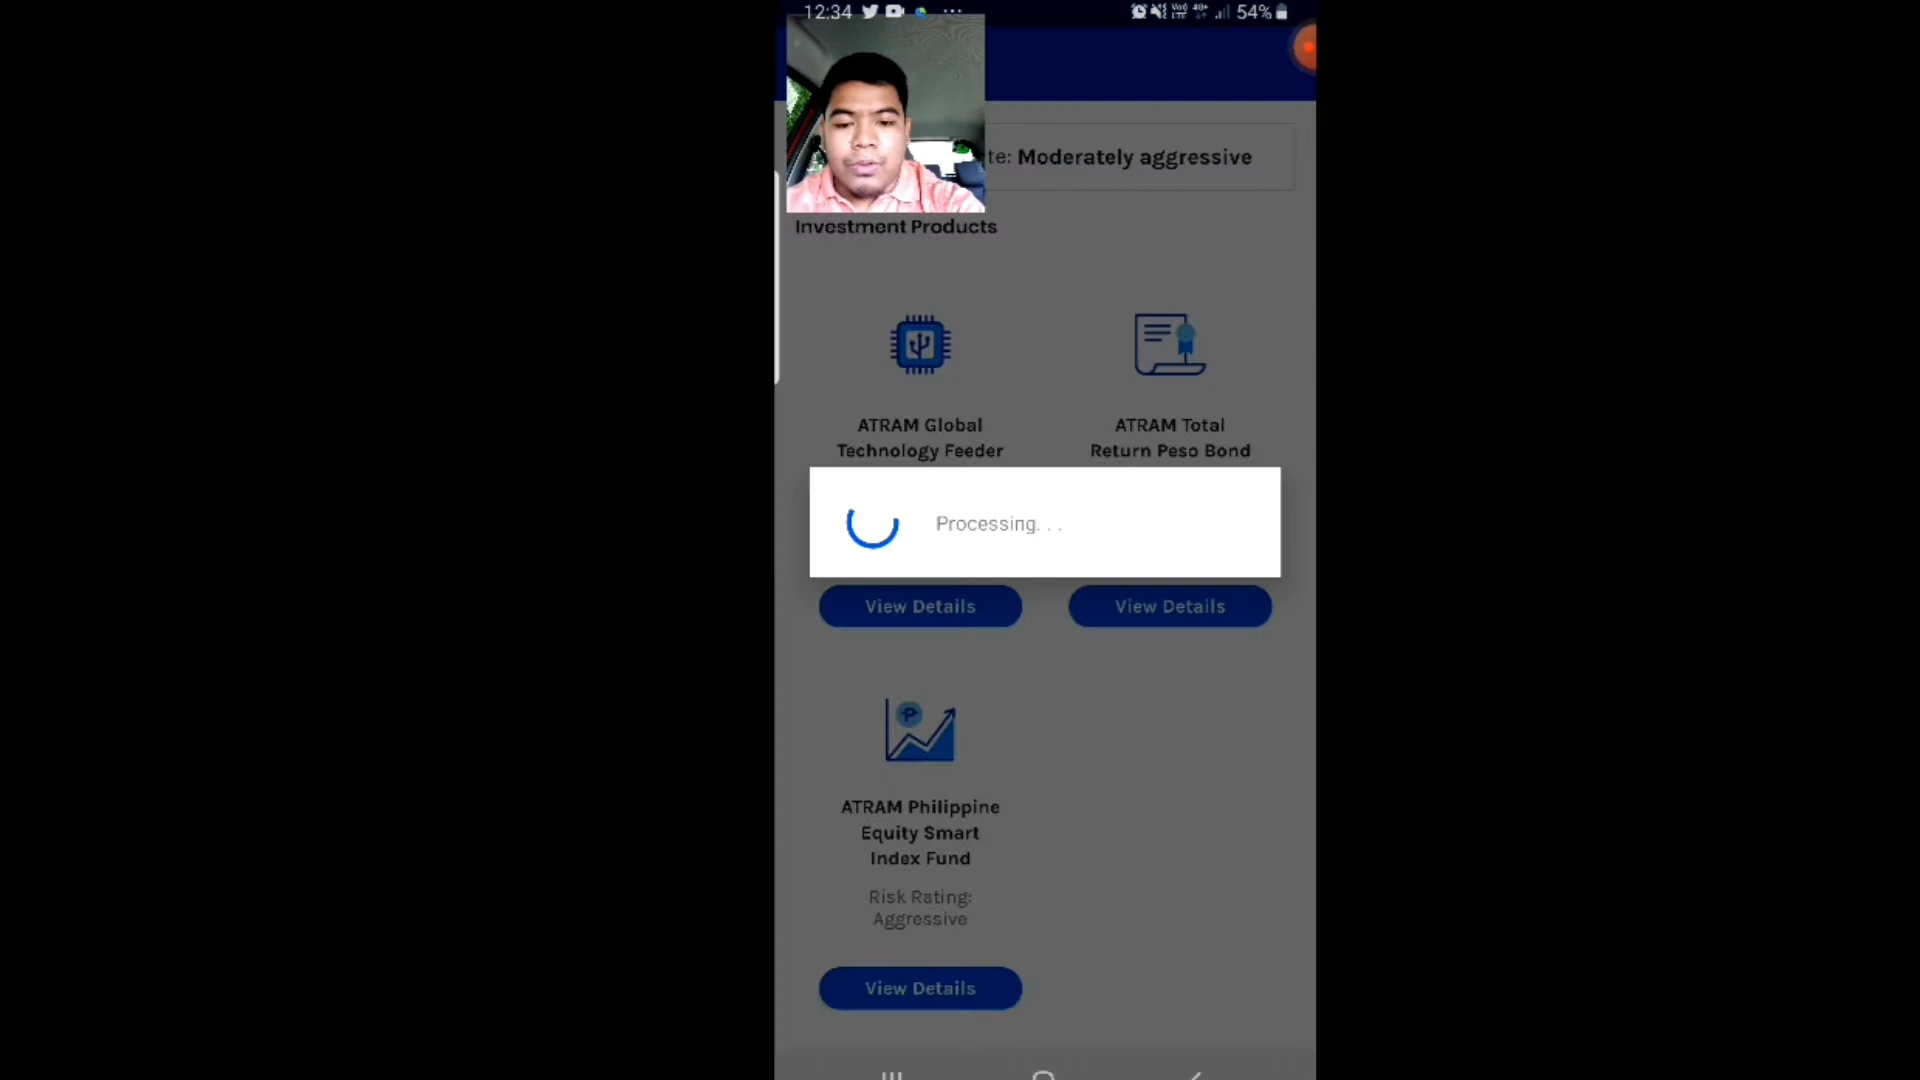 12:34
54%
te: Moderately aggressive
Investment Products
ATRAM Global
Technology Feeder
ATRAM Total
Return Peso Bond
Processing. . .
View Details
View Details
ATRAM Philippine
Equity Smart
Index Fund
Risk Rating:
Aggressive
View Details